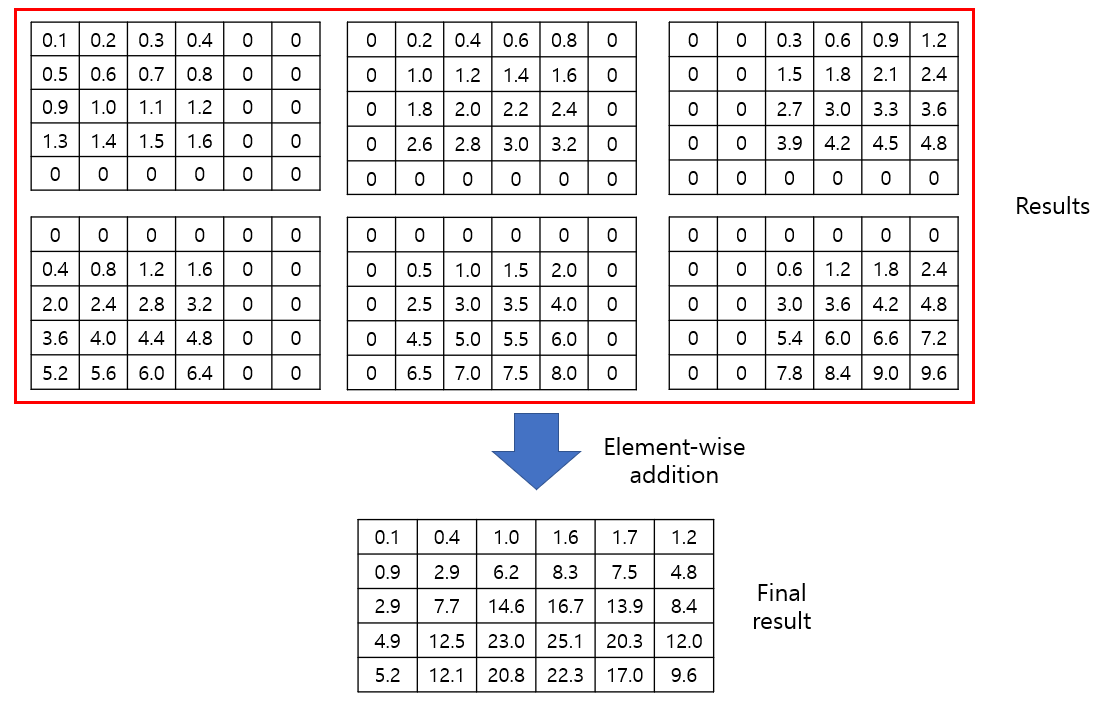 0.1 0.2 0.3 0.4 0 0
0.5 0.6 0.7 0.8 0 0
0.9 1.0 1.1 1.2 0 0
1.3 1.4 1.5 1.6 0 0
0 0 0 0 0 0
0 0.2 0.4 0.6 0.8 0
0 1.0 1.2 1.4 1.6 0
0 1.8 2.0 2.2 2.4 0
0 2.6 2.8 3.0 3.2 0
0 0 0 0 0 0
0 0 0.3 0.6 0.9 1.2
0 0 1.5 1.8 2.1 2.4
0 0 2.7 3.0 3.3 3.6
0 0 3.9 4.2 4.5 4.8
0 0 0 0 0 0
Results
0 0 0 0 0 0
0.4 0.8 1.2 1.6 0 0
2.0 2.4 2.8 3.2 0 0
3.6 4.0 4.4 4.8 0 0
5.2 5.6 6.0 6.4 0 0
0 0 0 0 0 0
0 0.5 1.0 1.5 2.0 0
0 2.5 3.0 3.5 4.0 0
0 4.5 5.0 5.5 6.0 0
0 6.5 7.0 7.5 8.0 0
0 0 0 0 0 0
0 0 0.6 1.2 1.8 2.4
0 0 3.0 3.6 4.2 4.8
0 0 5.4 6.0 6.6 7.2
0 0 7.8 8.4 9.0 9.6
Element-wise
addition
0.1 0.4 1.0 1.6 1.7 1.2
0.9 2.9 6.2 8.3 7.5 4.8
2.9 7.7 14.6 16.7 13.9 8.4
4.9 12.5 23.0 25.1 20.3 12.0
5.2 12.1 20.8 22.3 17.0 9.6
Final
result